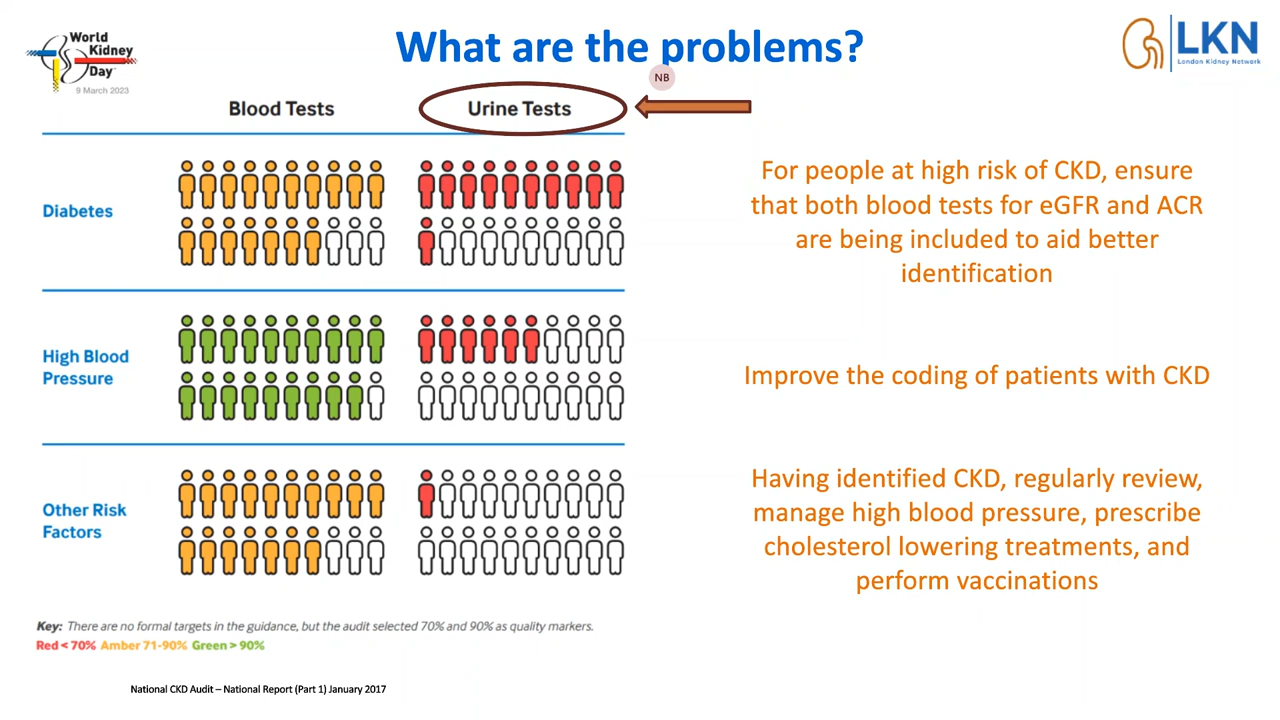 World
Kidney
Day
9 March 2023
What are the problems?
LKN
London Kidney Network
NB
Blood Tests
Urine Tests
Diabetes
High Blood
Pressure
Other Risk
Factors
For people at high risk of CKD, ensure
that both blood tests for eGFR and ACR
are being included to aid better
identification
Improve the coding of patients with CKD
Having identified CKD, regularly review,
manage high blood pressure, prescribe
cholesterol lowering treatments, and
perform vaccinations
Key: There are no formal targets in the guidance, but the audit selected 70% and 90% as quality markers.
Red < 70% Amber 71-90% Green > 90%
National CKD Audit – National Report (Part 1) January 2017